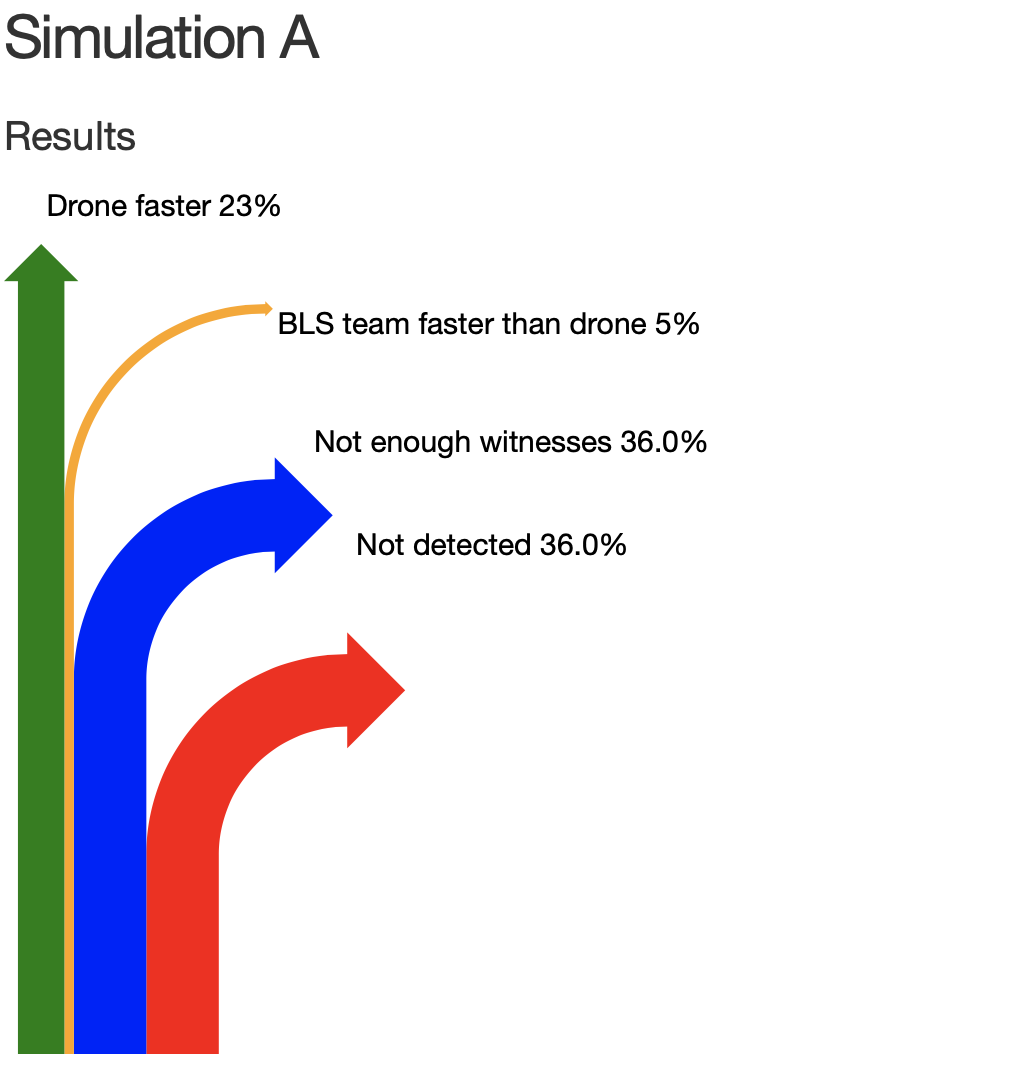 Simulation A
Results
Drone faster 23%
BLS team faster than drone 5%
Not enough witnesses 36.0%
Not detected 36.0%